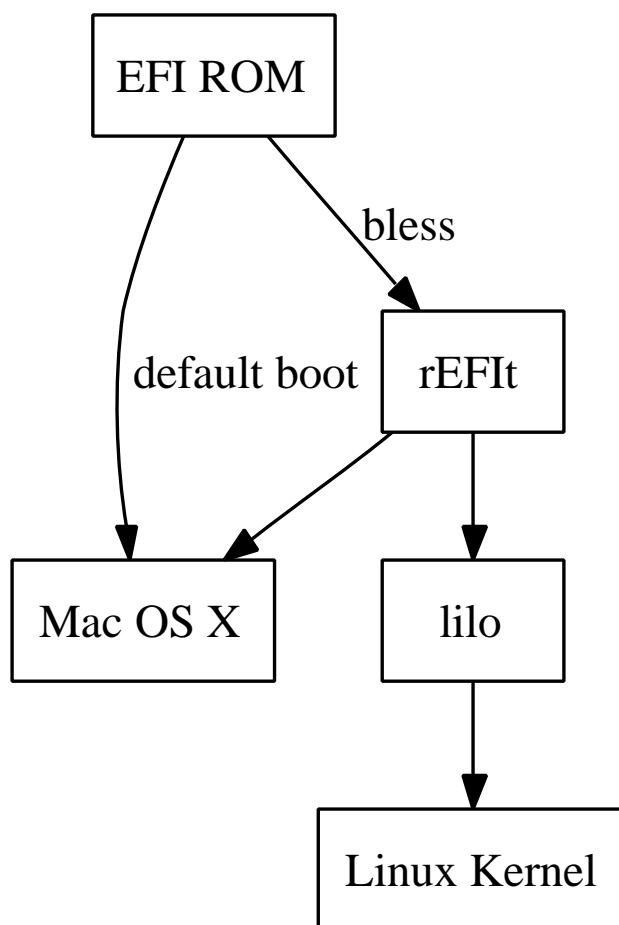 EFI ROM
bless
default boot
rEFIt
Mac OS X
lilo
Linux Kernel